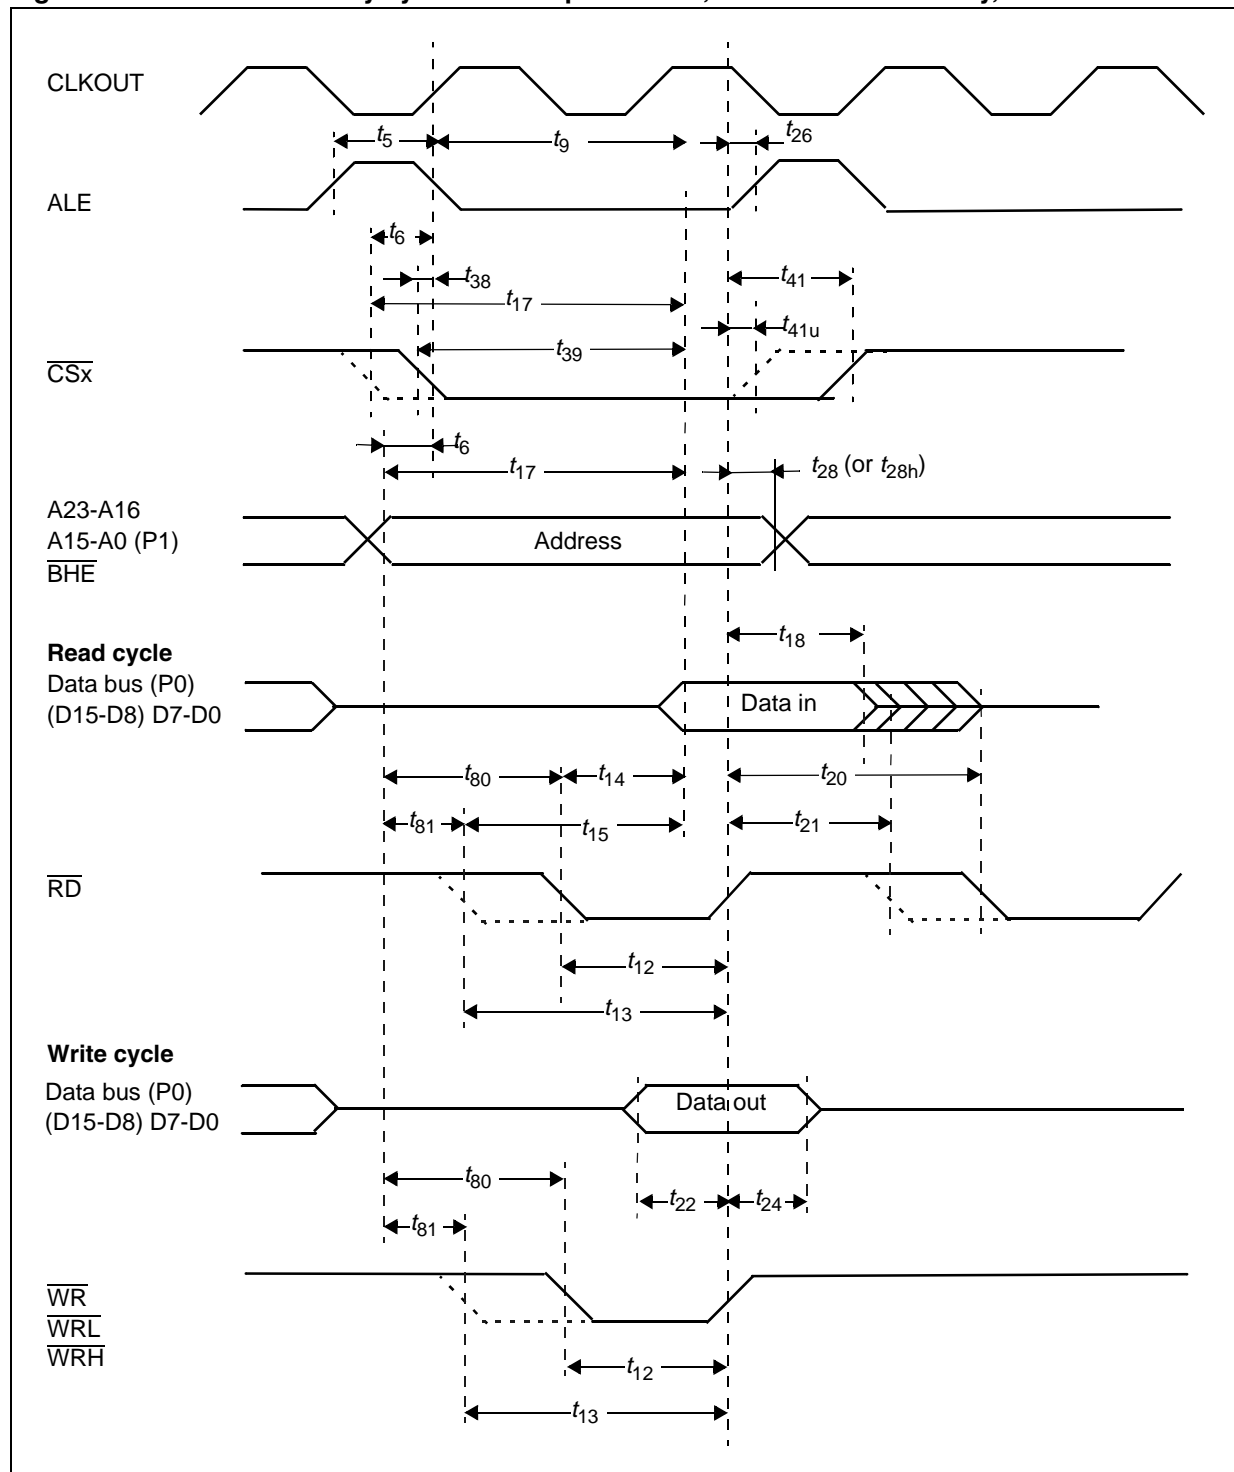 CLKOUT
t5
t9
t26
ALE
t6
t38
t41
t17
t41u
t39
CSx
t6
t17
t28 (or t28h)
A23-A16
A15-A0 (P1)
Address
BHE
t18
Read cycle
Data bus (P0)
Data in
(D15-D8) D7-D0
t80
t14
t20
t81
t15
t21
RD
t12
t13
Write cycle
Data bus (P0)
Data out
(D15-D8) D7-D0
t80
t22
t24
t81
WR
WRL
WRH
t12
t13